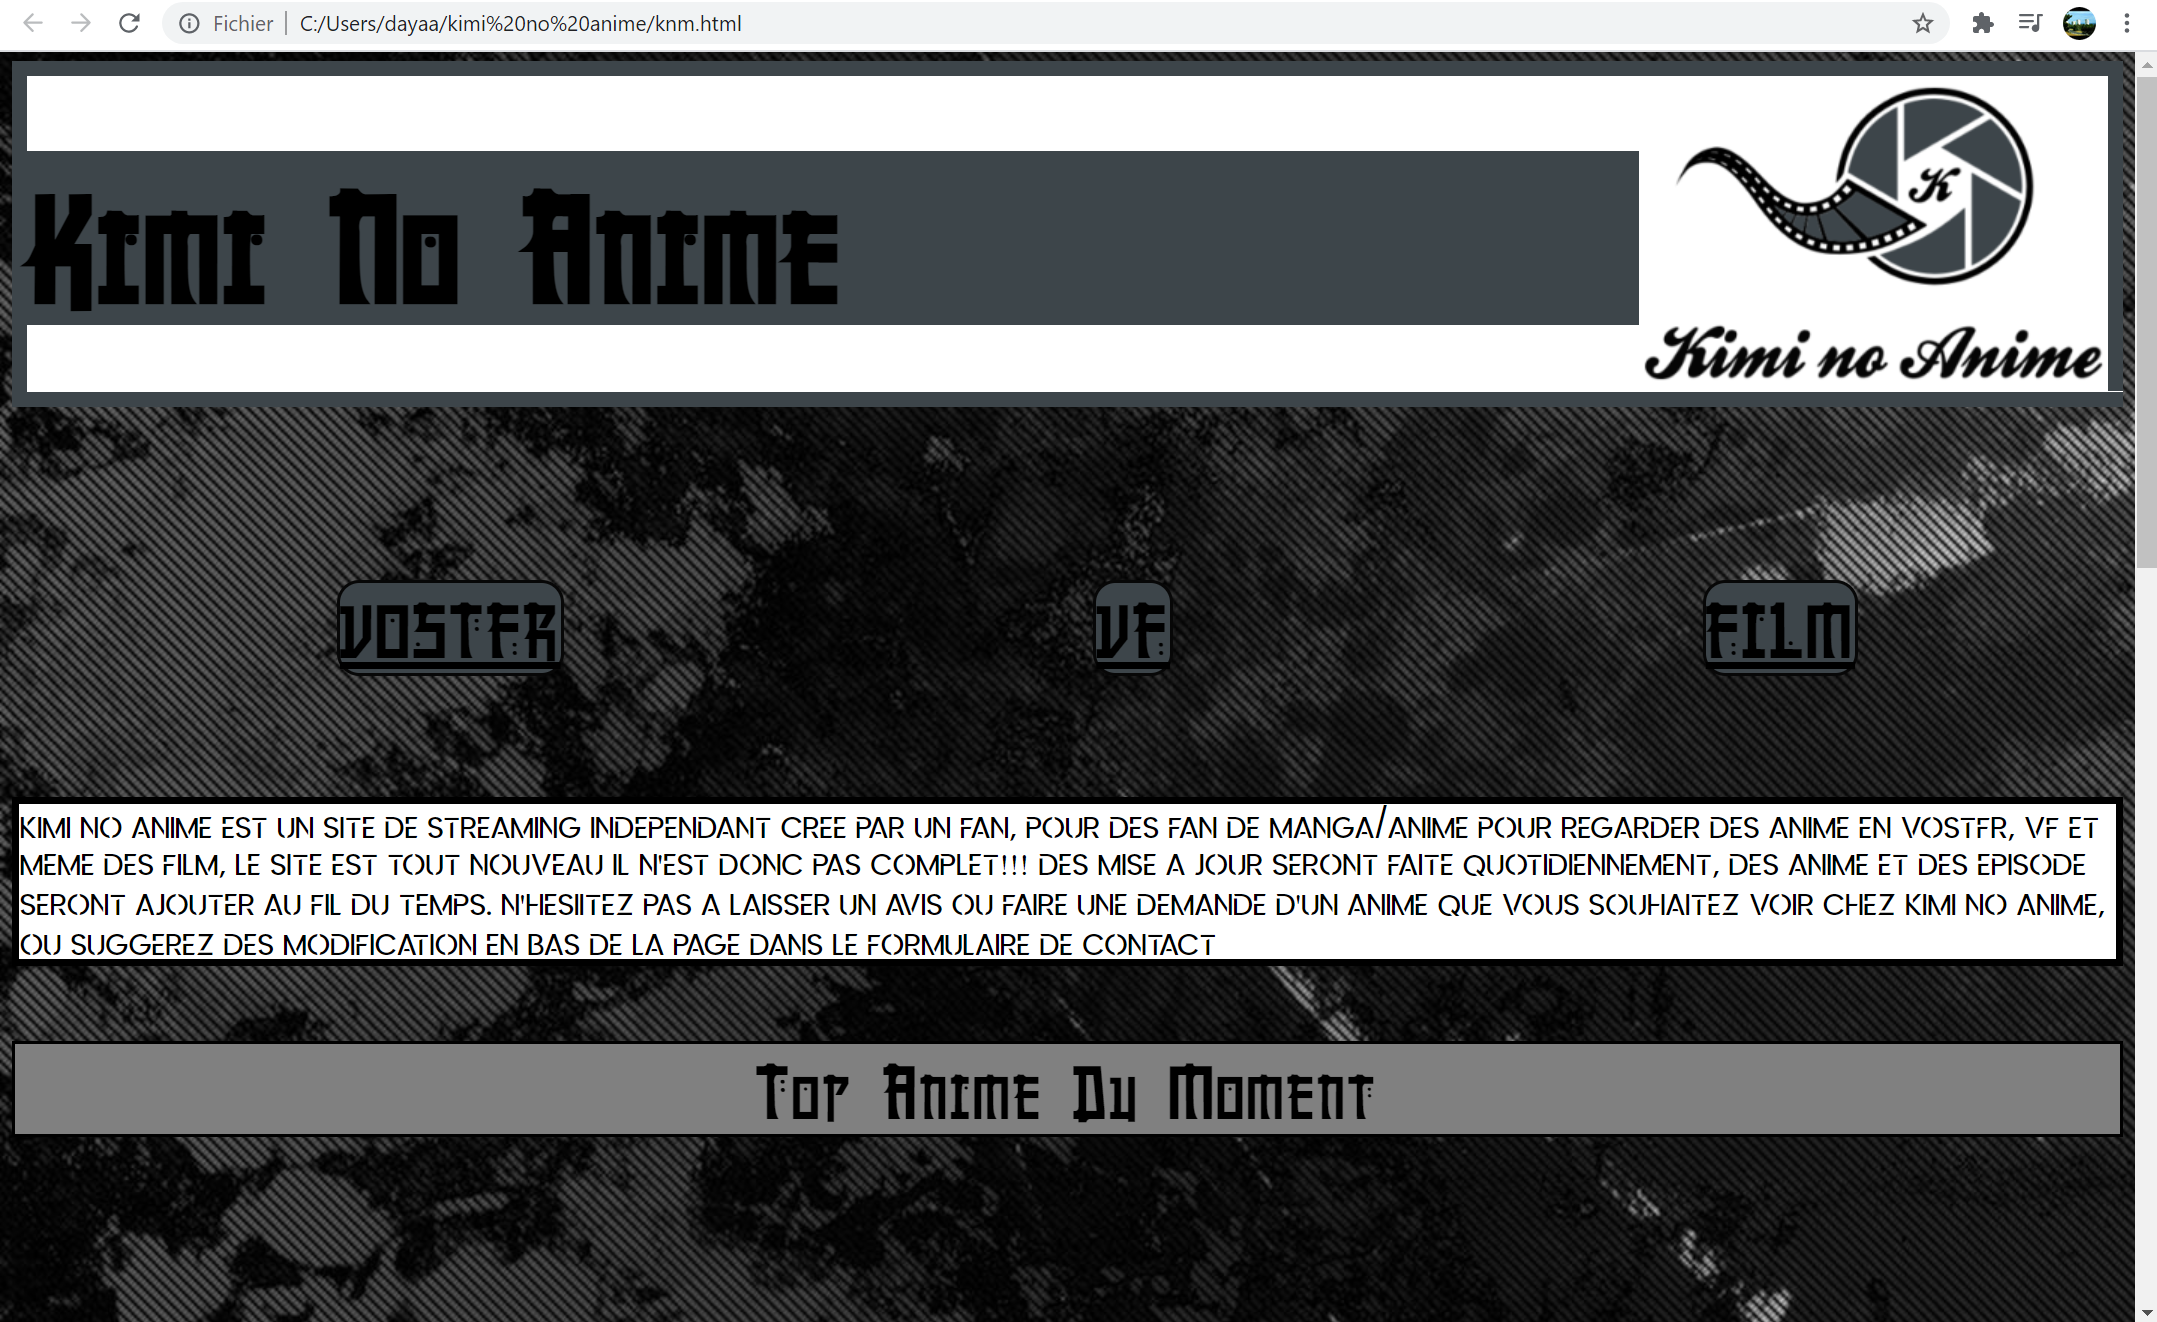 Fichier | C:/Users/dayaa/kimi%20no%20anime/knm.html
Kimi No Anime
K
Kimi no Anime
VOSTFR
VF
FILM
KIMI NO ANIME EST UN SITE DE STREAMING INDEPENDANT CREE PAR UN FAN, POUR DES FAN DE MANGA/ANIME POUR REGARDER DES ANIME EN VOSTFR, VF ET
MEME DES FILM, LE SITE EST TOUT NOUVEAU IL N'EST DONC PAS COMPLET!!! DES MISE A JOUR SERONT FAITE QUOTIDIENNEMENT, DES ANIME ET DES EPISODE
SERONT AJOUTER AU FIL DU TEMPS. N'HESIITEZ PAS A LAISSER UN AVIS OU FAIRE UNE DEMANDE D'UN ANIME QUE VOUS SOUHAITEZ VOIR CHEZ KIMI NO ANIME,
OU SUGGEREZ DES MODIFICATION EN BAS DE LA PAGE DANS LE FORMULAIRE DE CONTACT
Top Anime Du Moment